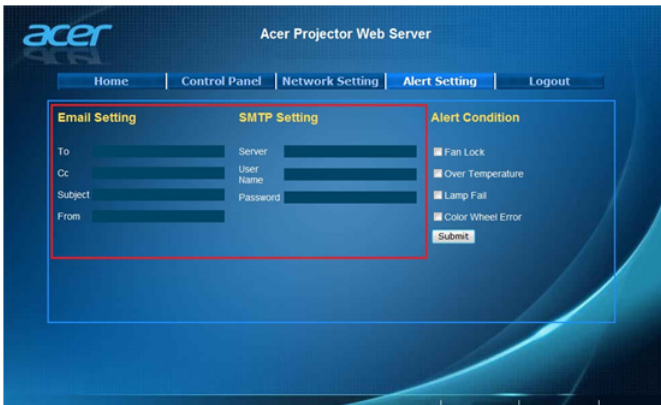 acer
Acer Projector Web Server
Home
Control Panel
Network Setting
Alert Setting
Logout
Email Setting
To
Cc
Subject
From
SMTP Setting
Server
User
Name
Password
Alert Condition
Fan Lock
Over Temperature
Lamp Fail
Color Wheel Error
Submit